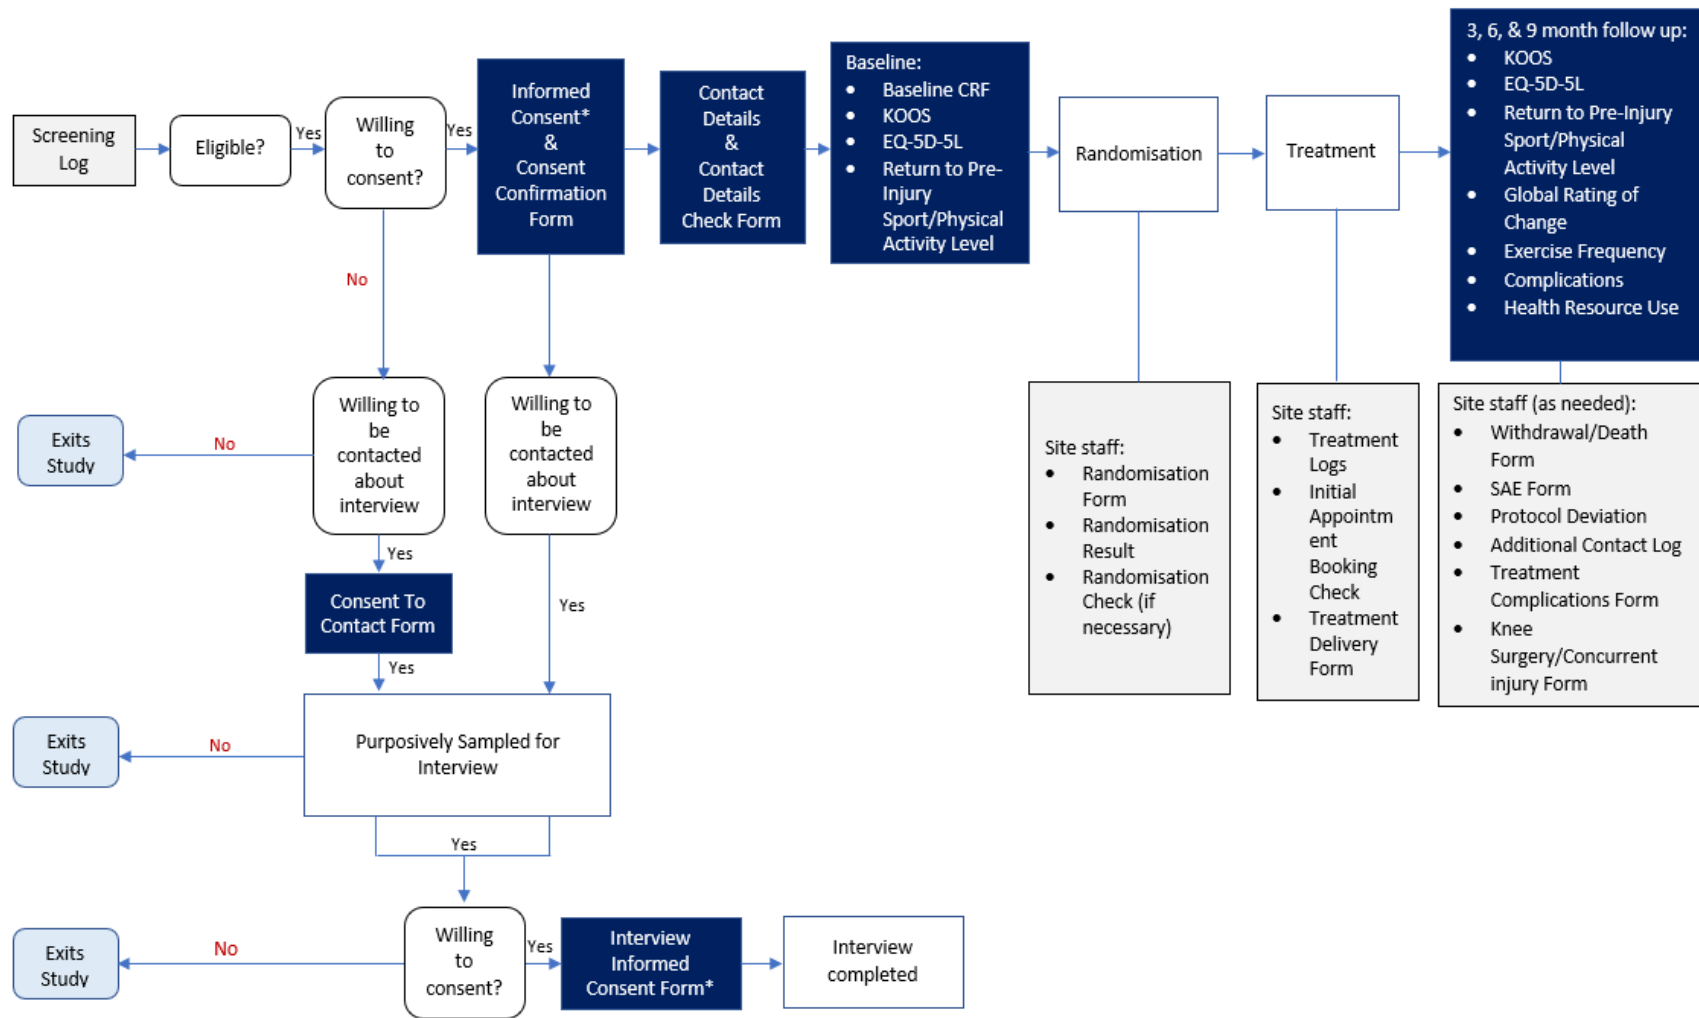 Screening
Log
Eligible?
Yes
Willing
to
consent?
Yes
Informed
Consent*
&
Consent
Confirmation
Form
Contact
Details
&
Contact
Details
Check Form
Baseline:
• Baseline CRF
• KOOS
• EQ-5D-5L
• Return to Pre-
Injury
Sport/Physical
Activity Level
Randomisation
Treatment
3, 6, & 9 month follow up:
• KOOS
• EQ-5D-5L
• Return to Pre-Injury
Sport/Physical
Activity Level
• Global Rating of
Change
• Exercise Frequency
• Complications
• Health Resource Use
No
Exits
Study
No
Willing to
be
contacted
about
interview
Willing to
be
contacted
about
interview
Site staff:
• Randomisation
Form
• Randomisation
Result
• Randomisation
Check (if
necessary)
Site staff:
• Treatment
Logs
• Initial
Appointm
ent
Booking
Check
• Treatment
Delivery
Form
Site staff (as needed):
• Withdrawal/Death
Form
• SAE Form
• Protocol Deviation
• Additional Contact Log
• Treatment
Complications Form
• Knee
Surgery/Concurrent
injury Form
Yes
Consent To
Contact Form
Yes
Yes
Exits
Study
No
Purposively Sampled for
Interview
Yes
Exits
Study
No
Willing
to
consent?
Yes
Interview
Informed
Consent Form*
Interview
completed